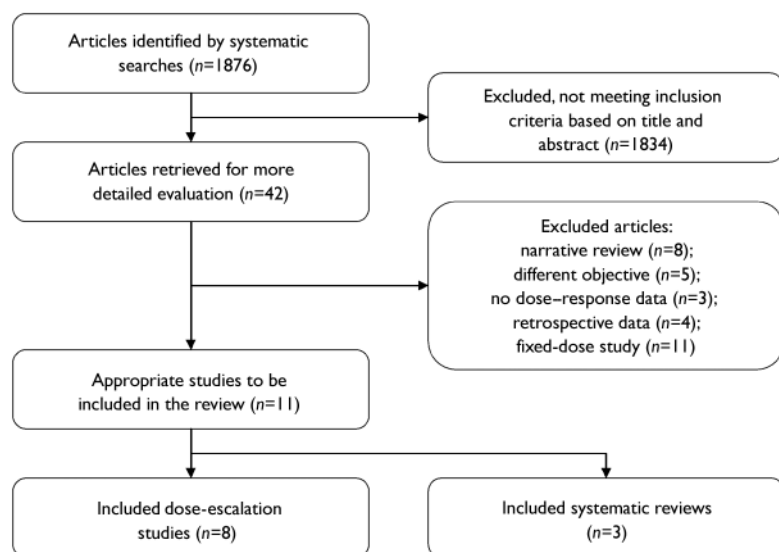 Articles identified by systematic
searches (n=1876)
Excluded, not meeting inclusion
criteria based on title and
abstract (n=1834)
Articles retrieved for more
detailed evaluation (n=42)
Excluded articles:
narrative review (n=8);
different objective (n=5);
no dose–response data (n=3);
retrospective data (n=4);
fixed-dose study (n=11)
Appropriate studies to be
included in the review (n=11)
Included dose-escalation
studies (n=8)
Included systematic reviews
(n=3)